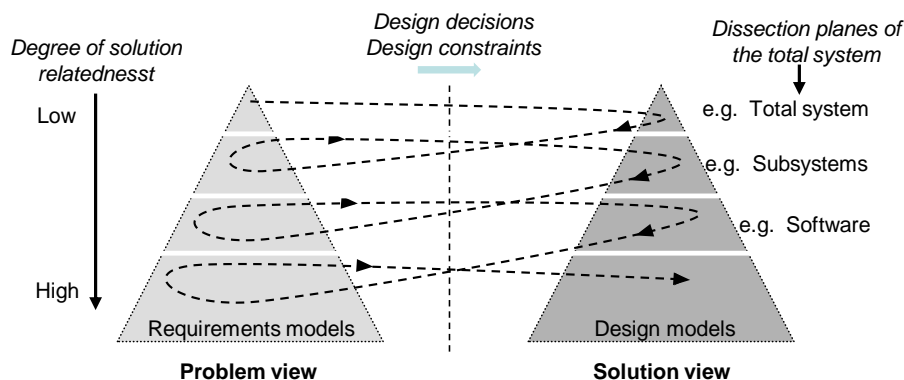 Design decisions
Design constraints
Degree of solution
relatednesst
Dissection planes of
the total system
Low
e.g. Total system
e.g. Subsystems
e.g. Software
High
Requirements models
Design models
Problem view
Solution view